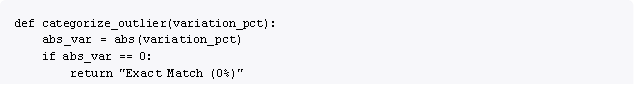 def categorize_outlier(variation_pct):
    abs_var = abs(variation_pct)
    if abs_var == 0:
        return "Exact Match (0%)"